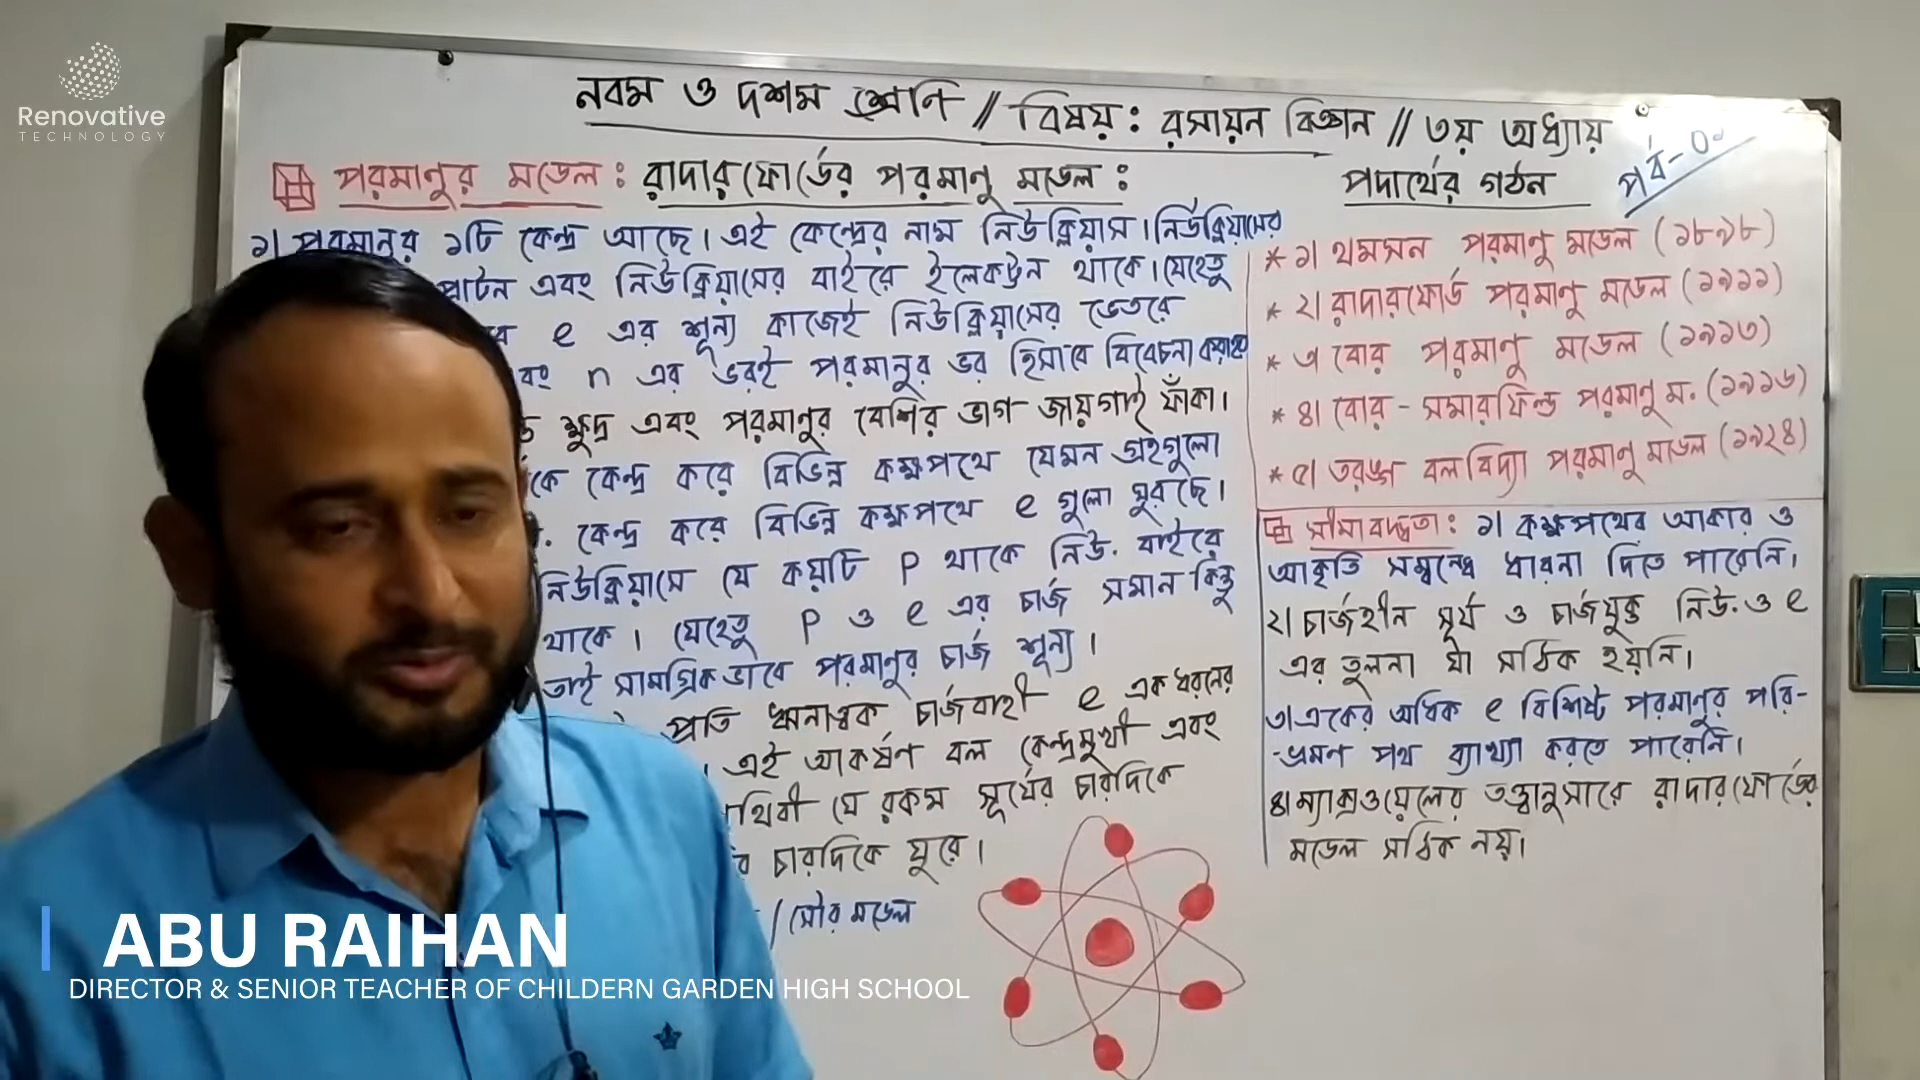 Renovative
TECHNOLOGY
নবম ও দশম শ্রেণি // বিষয়: রসায়ন বিজ্ঞান // ৩য় অধ্যায়
পরমানুর মডেল: রাদারফোর্ডের পরমানু মডেল:
১। পরমানুর ১টি কেন্দ্র আছে। এই কেন্দ্রের নাম নিউক্লিয়াস। নিউক্লিয়াসের
প্রোটন এবং নিউক্লিয়াসের বাইরে ইলেকট্রন থাকে। যেহেতু
e এর শূন্য কাজেই নিউক্লিয়াসের ভেতরে
এবং n এর ভরই পরমানুর ভর হিসাবে বিবেচনা করা হয়
ক্ষুদ্র এবং পরমানুর বেশির ভাগ জায়গাই ফাঁকা।
কে কেন্দ্র করে বিভিন্ন কক্ষপথে যেমন গ্রহগুলো
. কেন্দ্র করে বিভিন্ন কক্ষপথে e গুলো ঘুরছে।
নিউক্লিয়াসে যে কয়টি P থাকে নিউ. বাইরে
থাকে। যেহেতু P ও e এর চার্জ সমান কিন্তু
তাই সামগ্রিকভাবে পরমানুর চার্জ শূন্য।
প্রতি ঋনাত্বক চার্জবাহী e একধরনের
। এই আকর্ষণ বল কেন্দ্রমুখী এবং
থিবী যে রকম সূর্যের চারদিকে
চারদিকে ঘুরে।
/ সৌর মডেল
পদার্থের গঠন
পর্ব-
* ১। থমসন পরমানু মডেল (১৮৯৮)
* ২। রাদারফোর্ড পরমানু মডেল (১৯১১)
* ৩ বোর পরমানু মডেল (১৯১৩)
* ৪। বোর - সমারফিল্ড পরমানু ম. (১৯১৬)
* ৫। তরঙ্গ বলবিদ্যা পরমানু মডেল (১৯২৪)
সীমাবদ্ধতা: ১। কক্ষপথের আকার ও
আকৃতি সম্বন্ধে ধারনা দিতে পারেনি।
২। চার্জহীন সূর্য ও চার্জযুক্ত নিউ. ও e
এর তুলনা যা সঠিক হয়নি।
৩। একের অধিক e বিশিষ্ট পরমানুর পরি-
-ভ্রমণ পথ ব্যাখ্যা করতে পারেনি।
৪। ম্যাক্সওয়েলের তত্ত্বানুসারে রাদারফোর্ডের
মডেল সঠিক নয়।
ABU RAIHAN
DIRECTOR & SENIOR TEACHER OF CHILDERN GARDEN HIGH SCHOOL